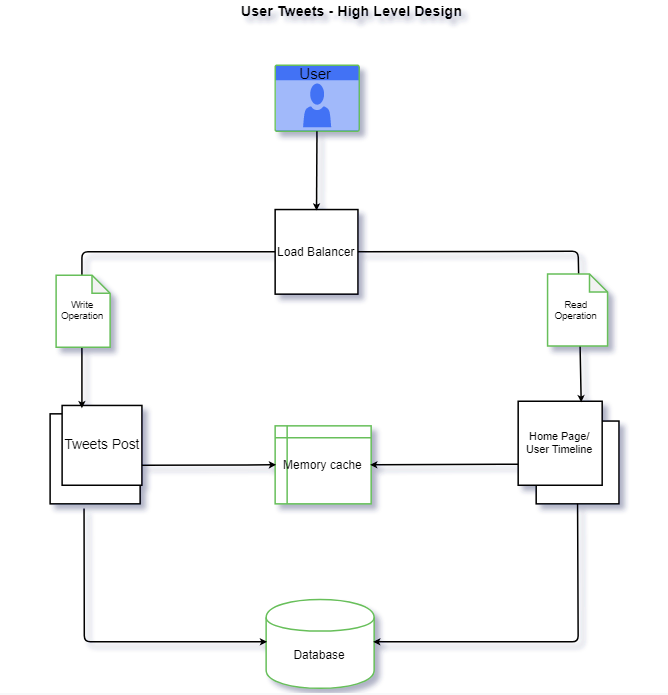 User Tweets - High Level Design
User
Load Balancer
Write
Operation
Read
Operation
Tweets Post
Memory cache
Home Page/
User Timeline
Database